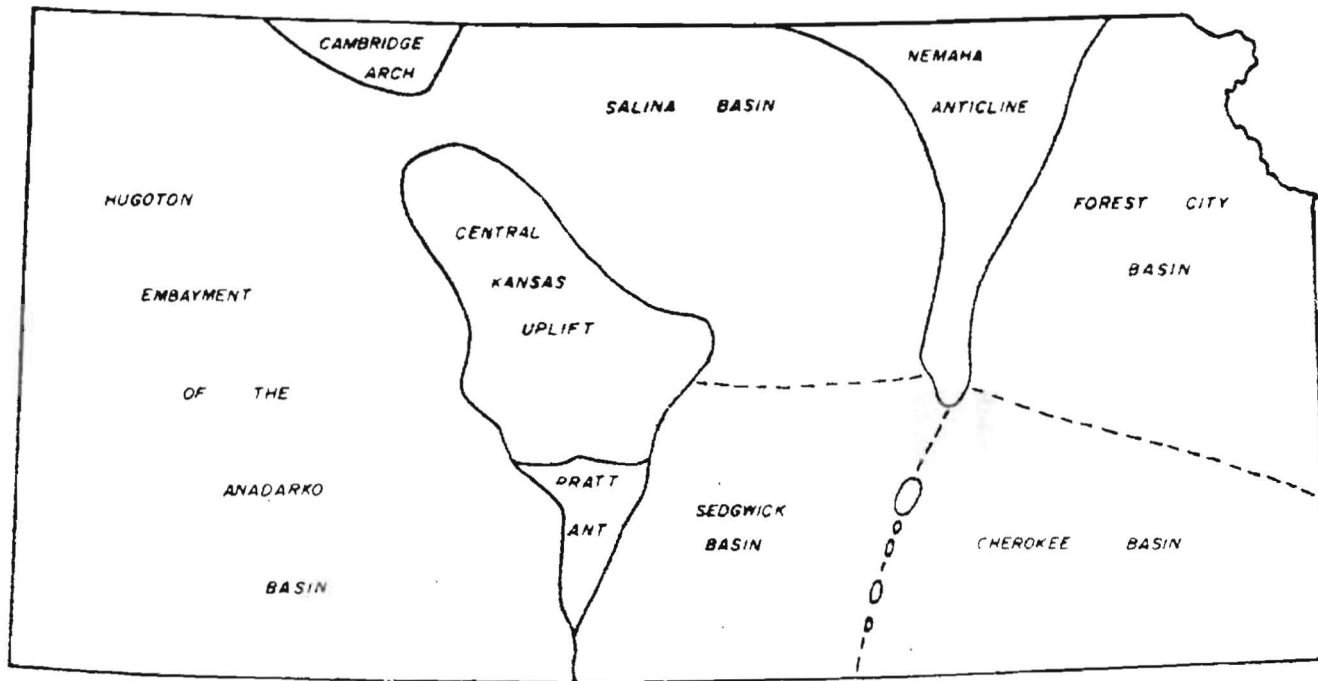 CAMBRIDGE
ARCH
NEMAHA
ANTICLINE
SALINA BASIN
HUGOTON
EMBAYMENT
OF THE
ANADARKO
BASIN
CENTRAL
KANSAS
UPLIFT
FOREST CITY
BASIN
PRATT
ANT
SEDGWICK
BASIN
CHEROKEE BASIN